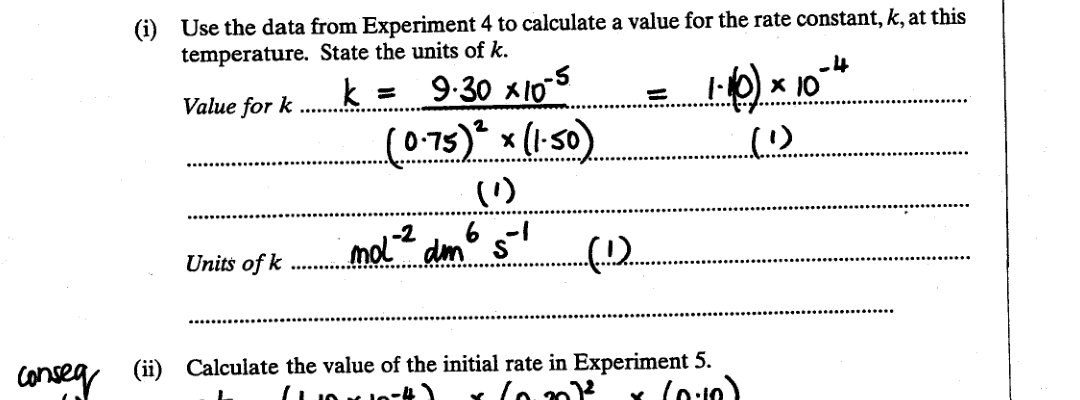 (i) Use the data from Experiment 4 to calculate a value for the rate constant, k, at this
temperature. State the units of k.
Value for k ...... k = 9.30 × 10⁻⁵ = 1.10) × 10⁻⁴
(0.75)² × (1.50) (1)
(1)
Units of k ...... mol⁻² dm⁶ s⁻¹ (1)
conseq (ii) Calculate the value of the initial rate in Experiment 5.
× (0.10)